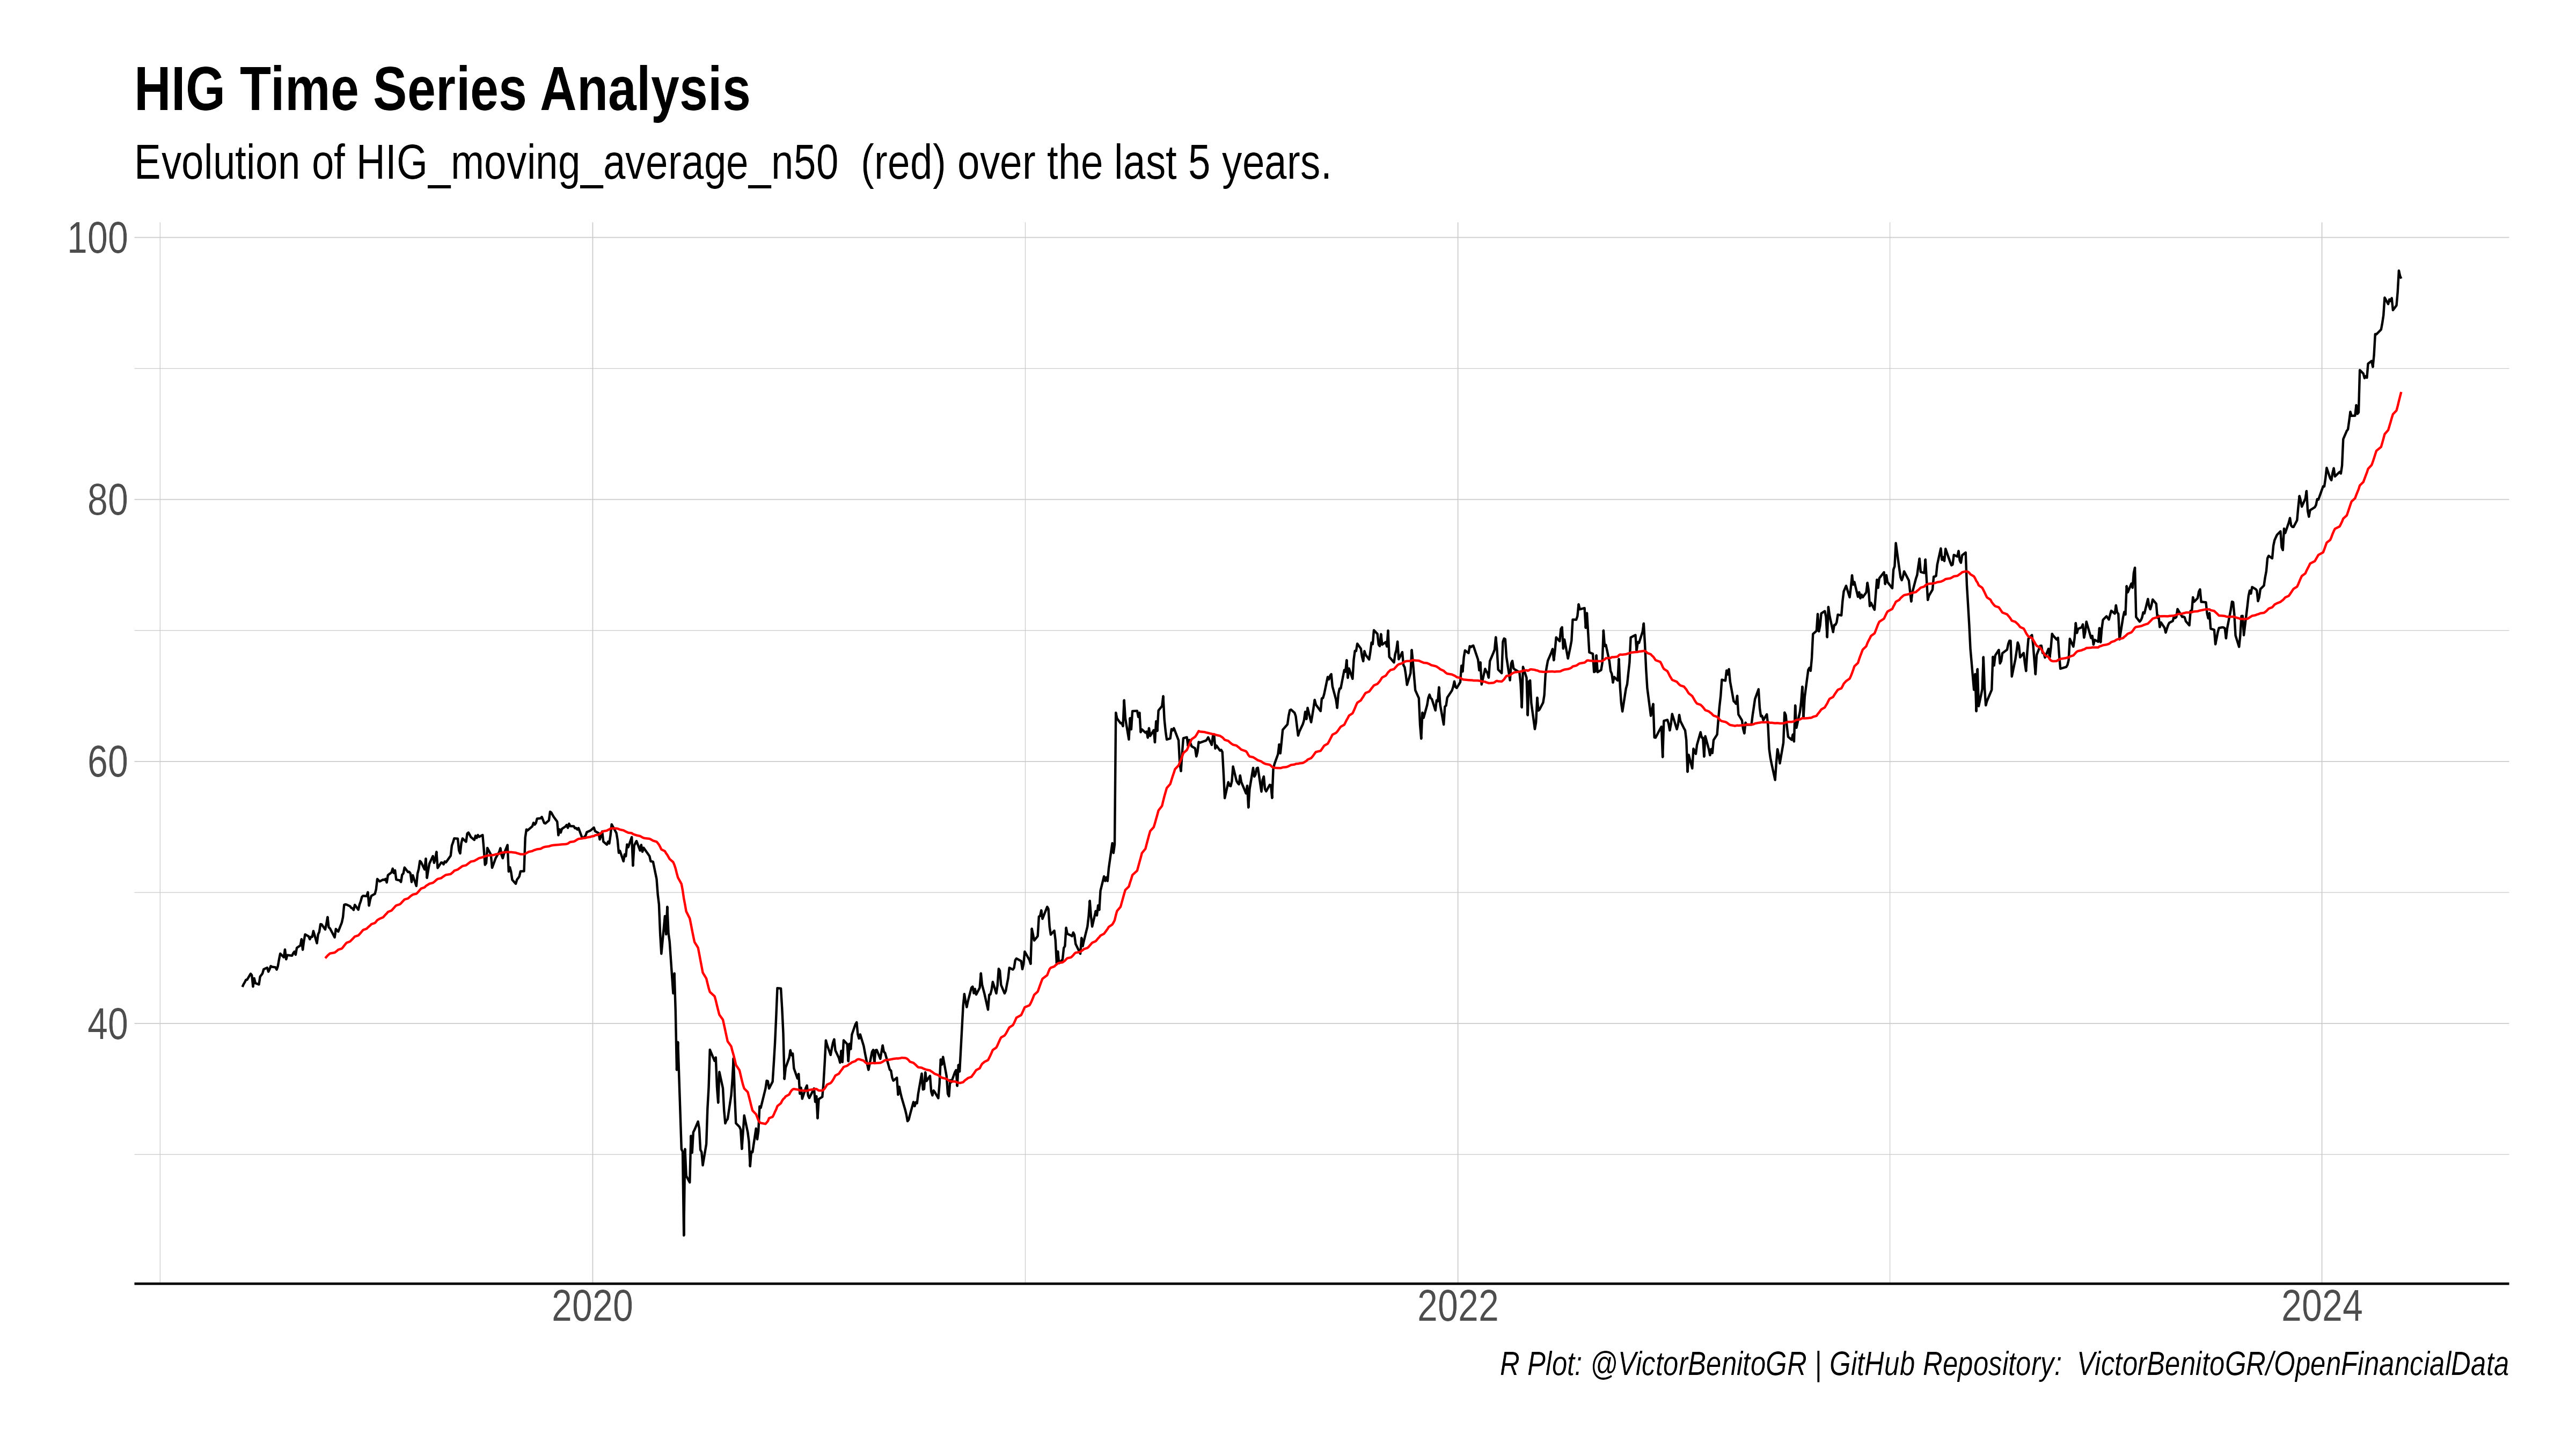 HIG Time Series Analysis
Evolution of HIG_moving_average_n50  (red) over the last 5 years.
100
80
60
40
2020 2022 2024
R Plot: @VictorBenitoGR | GitHub Repository:  VictorBenitoGR/OpenFinancialData